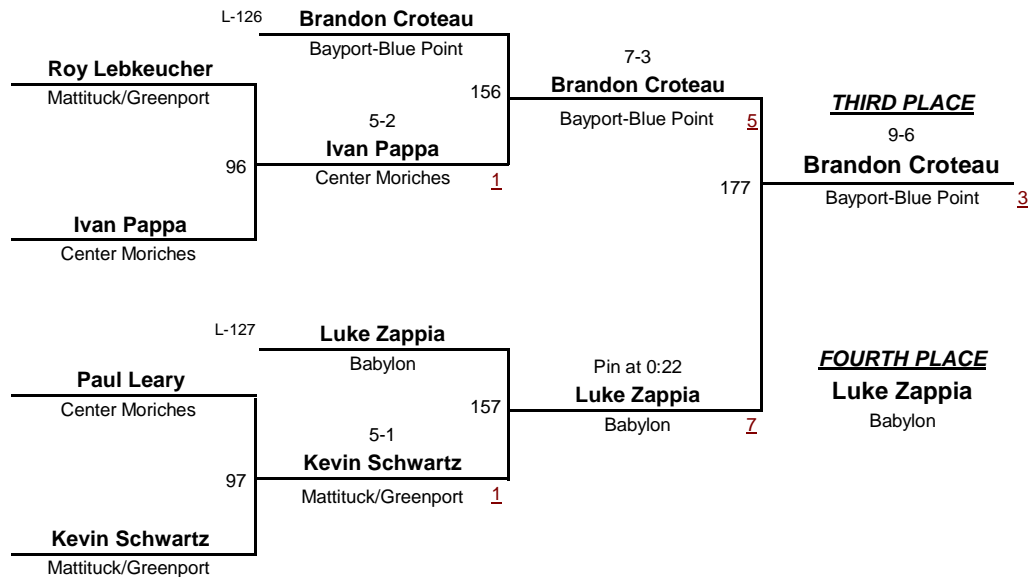 L-126
Brandon Croteau
Bayport-Blue Point
Roy Lebkeucher
Mattituck/Greenport
7-3
156
Brandon Croteau
Bayport-Blue Point 5
THIRD PLACE
9-6
Brandon Croteau
Bayport-Blue Point 3
5-2
Ivan Pappa
Center Moriches 1
96
177
Ivan Pappa
Center Moriches
L-127
Luke Zappia
Babylon
Paul Leary
Center Moriches
Pin at 0:22
157
Luke Zappia
Babylon 7
FOURTH PLACE
Luke Zappia
Babylon
5-1
Kevin Schwartz
Mattituck/Greenport 1
97
Kevin Schwartz
Mattituck/Greenport